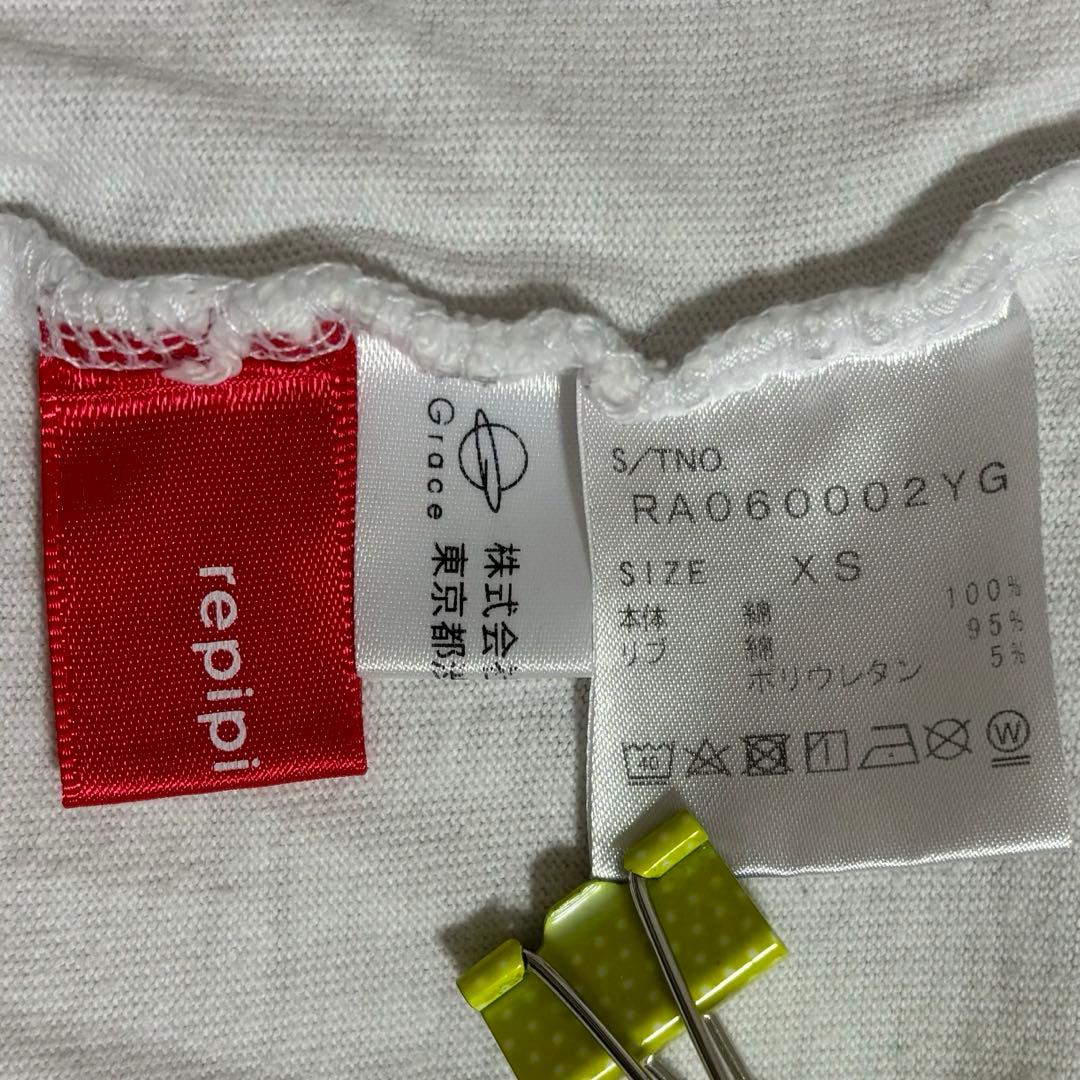 repipi
Grace
株式会
東京都
S/TNO.
RA060002YG
SIZE XS
本体 綿 100%
リブ 綿 95%
ポリウレタン 5%
40
W